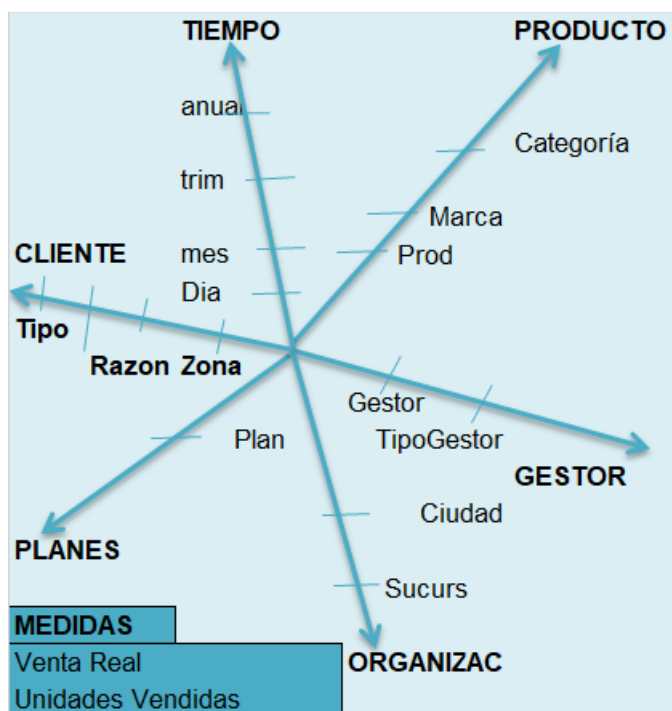 TIEMPO
PRODUCTO
anual
Categoría
trim
Marca
CLIENTE
mes
Prod
Dia
Tipo
Razon Zona
Gestor
Plan
TipoGestor
GESTOR
Ciudad
PLANES
Sucurs
MEDIDAS
Venta Real
ORGANIZAC
Unidades Vendidas